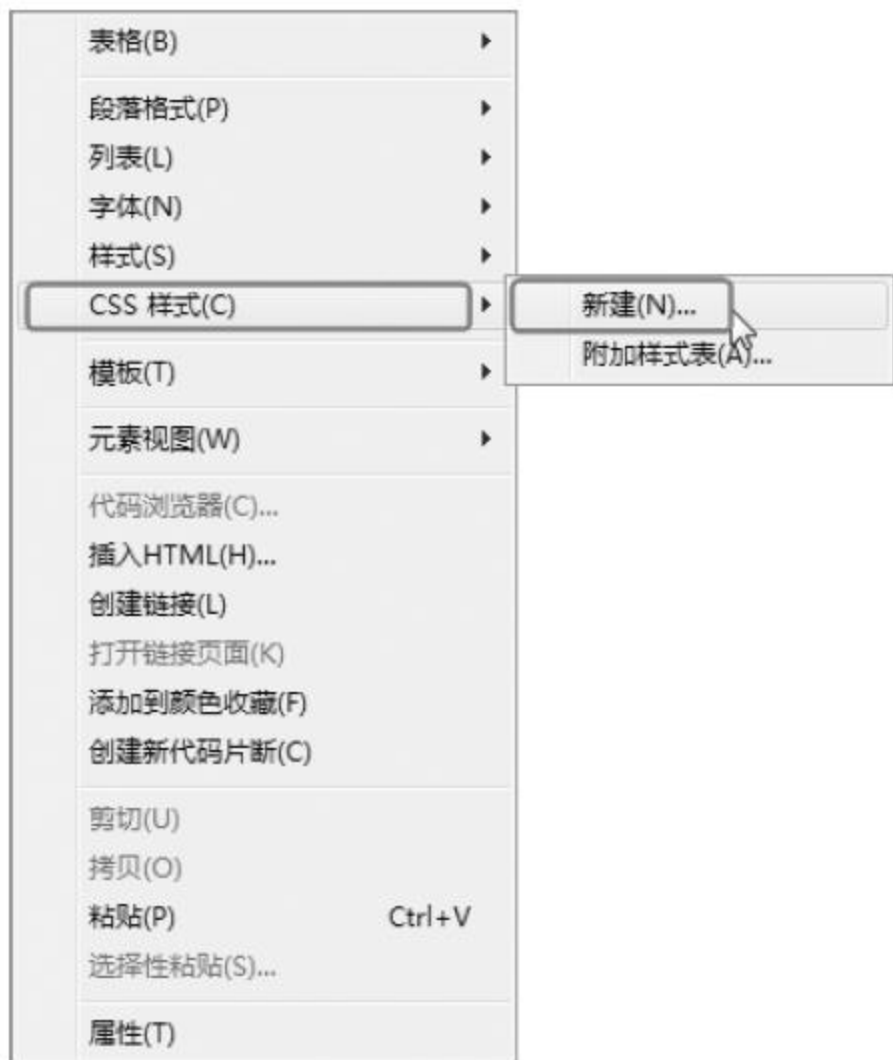 表格(B)
段落格式(P)
列表(L)
字体(N)
样式(S)
CSS 样式(C)
新建(N)...
附加样式表(A)...
模板(T)
元素视图(W)
代码浏览器(C)...
插入HTML(H)...
创建链接(L)
打开链接页面(K)
添加到颜色收藏(F)
创建新代码片断(C)
剪切(U)
拷贝(O)
粘贴(P) Ctrl+V
选择性粘贴(S)...
属性(T)